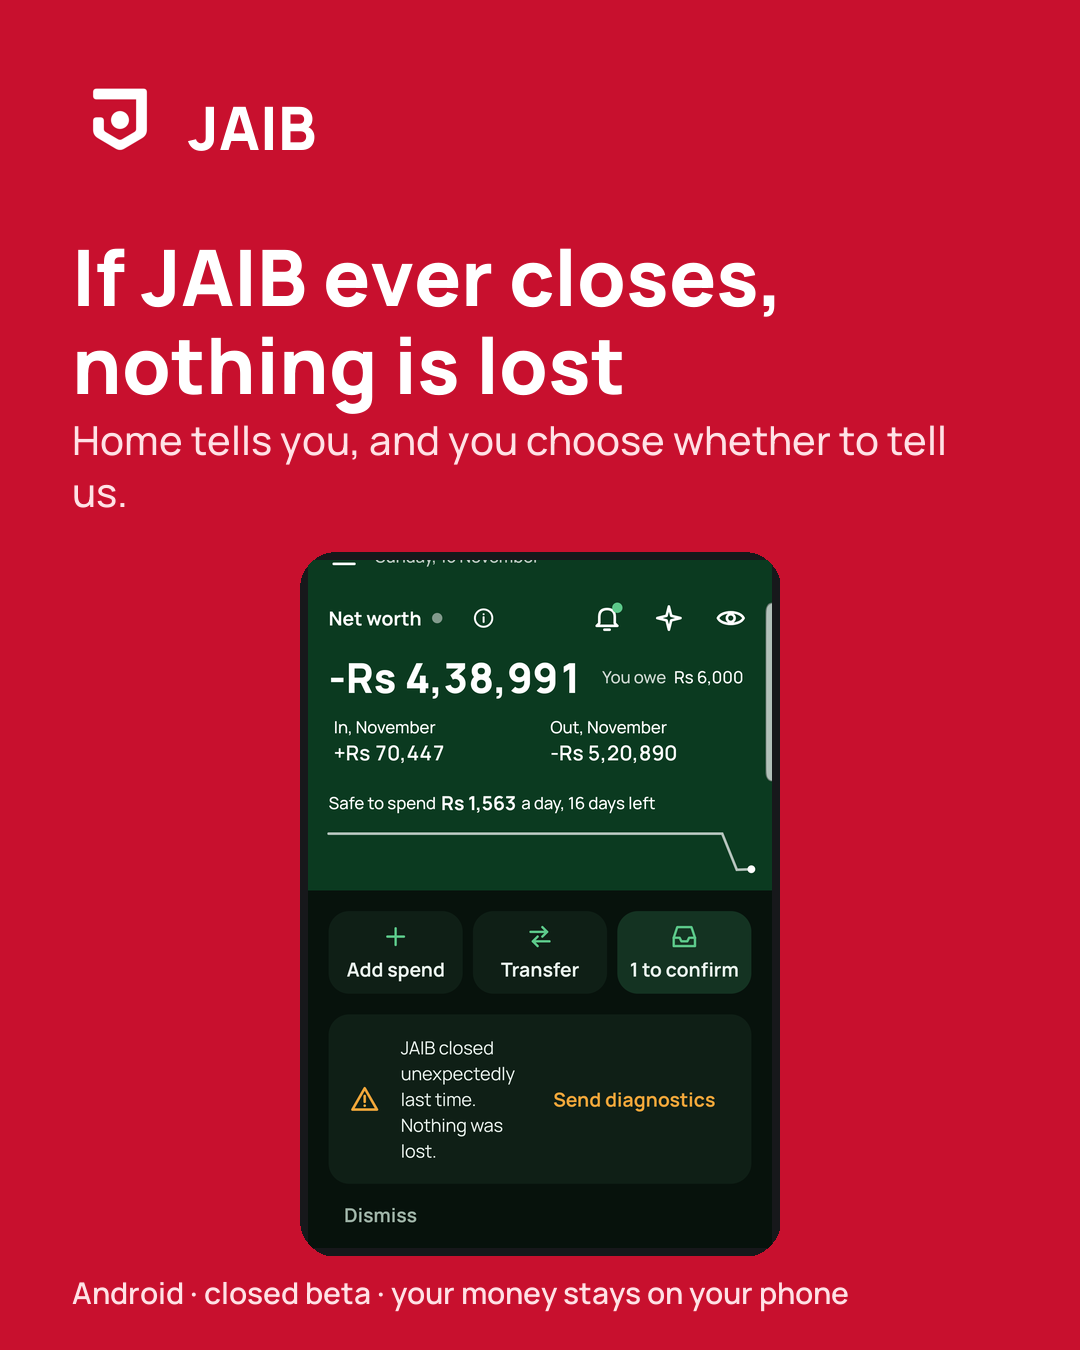 JAIB
If JAIB ever closes,
nothing is lost
Home tells you, and you choose whether to tell
us.
Net worth
-Rs 4,38,991 You owe Rs 6,000
In, November Out, November
+Rs 70,447 -Rs 5,20,890
Safe to spend Rs 1,563 a day, 16 days left
Add spend Transfer 1 to confirm
JAIB closed
unexpectedly
last time.
Nothing was
lost.
Send diagnostics
Dismiss
Android · closed beta · your money stays on your phone